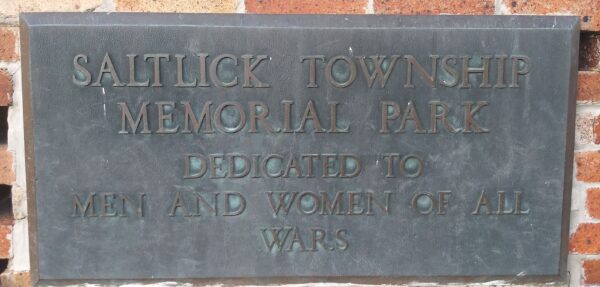 SALTLICK TOWNSHIP
MEMORIAL PARK
DEDICATED TO
MEN AND WOMEN OF ALL
WARS